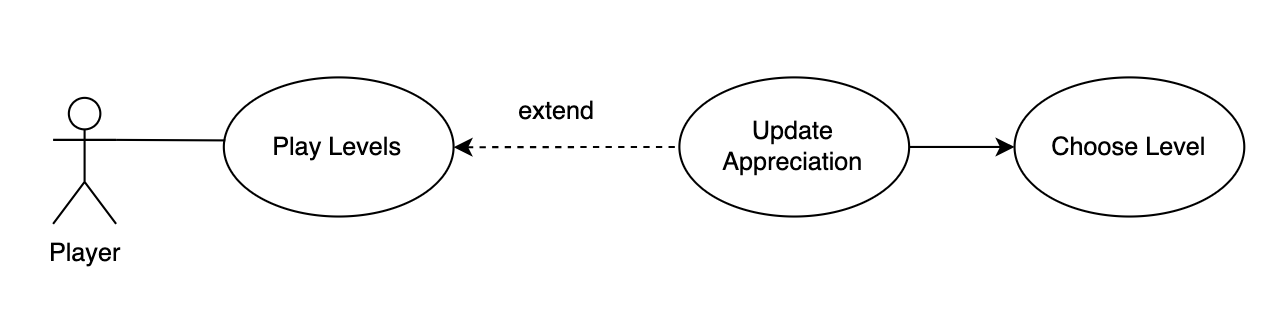 extend
Play Levels
Update
Appreciation
Choose Level
Player